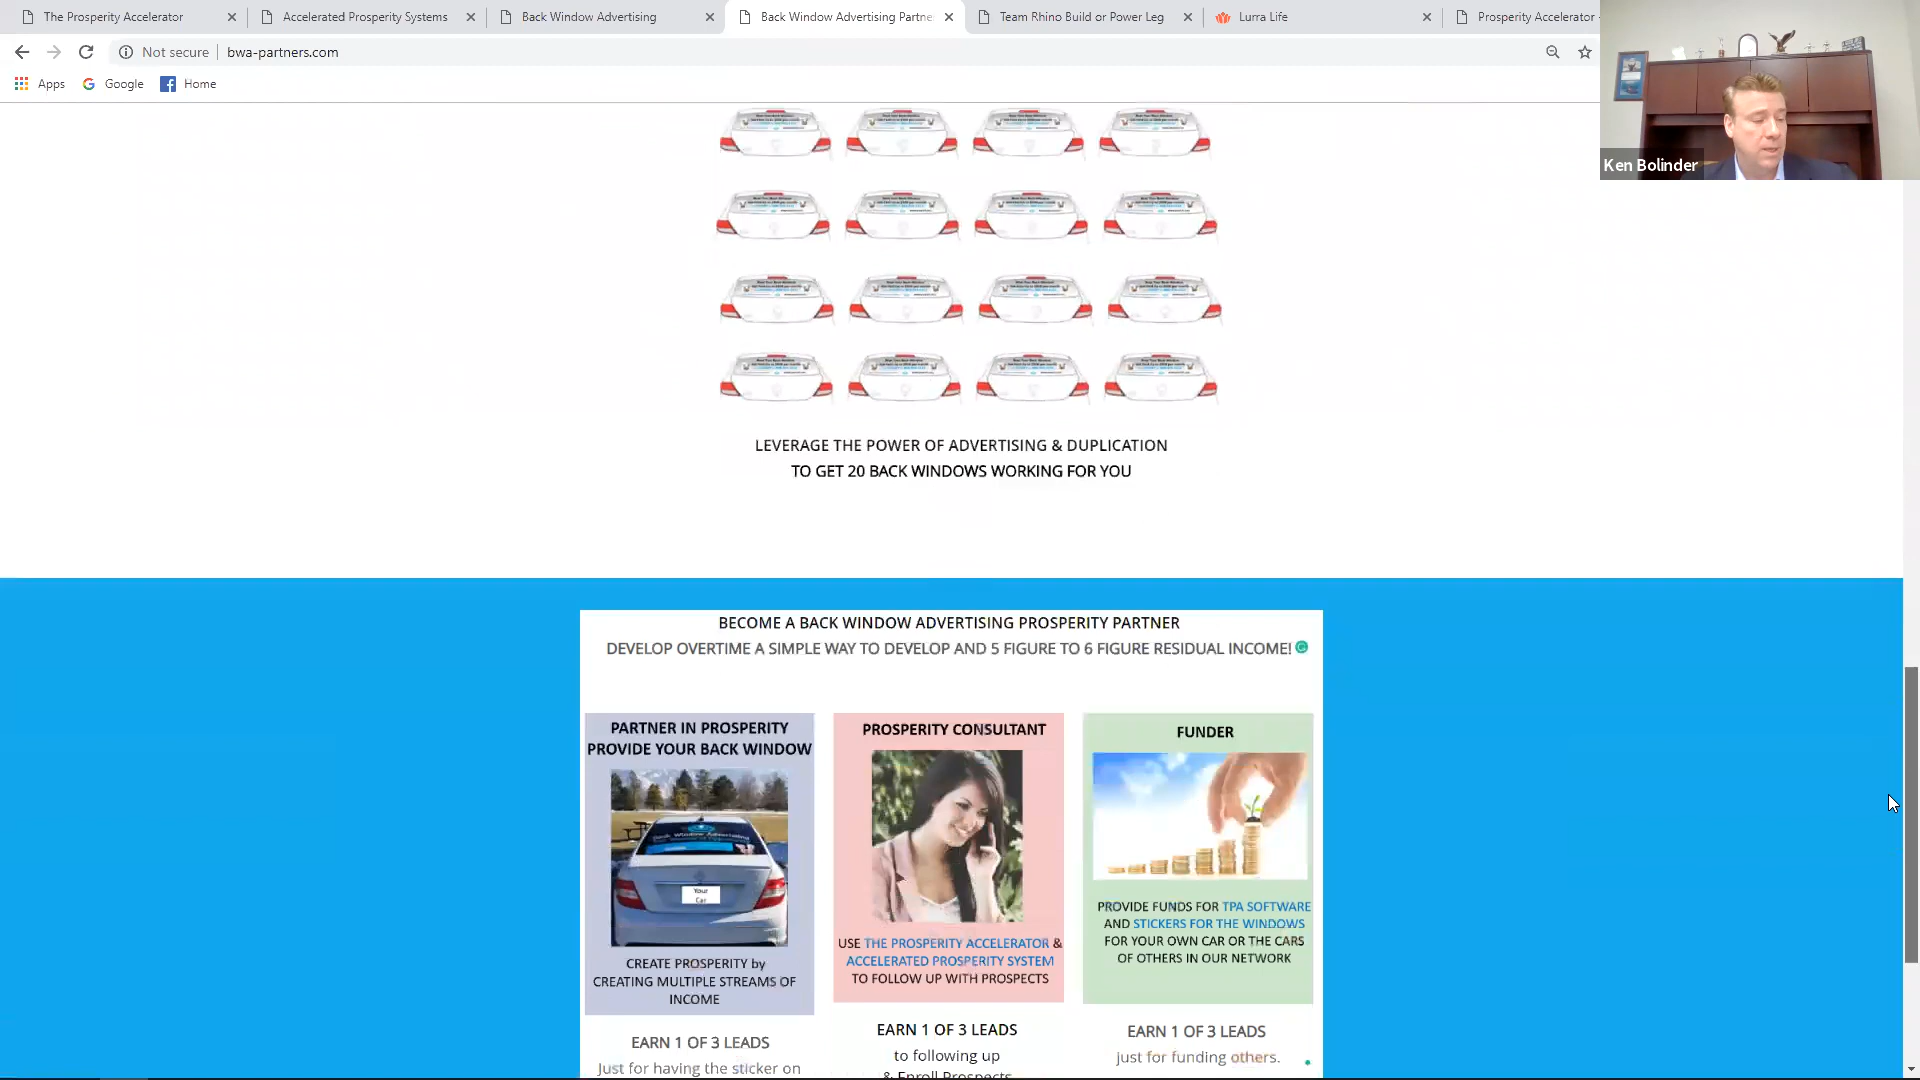 The Prosperity Accelerator
Accelerated Prosperity Systems
Back Window Advertising
Back Window Advertising Partne
Team Rhino Build or Power Leg
Lurra Life
Prosperity Accelerator
Not secure
bwa-partners.com
Apps
Google
Home
Ken Bolinder
LEVERAGE THE POWER OF ADVERTISING & DUPLICATION
TO GET 20 BACK WINDOWS WORKING FOR YOU
BECOME A BACK WINDOW ADVERTISING PROSPERITY PARTNER
DEVELOP OVERTIME A SIMPLE WAY TO DEVELOP AND 5 FIGURE TO 6 FIGURE RESIDUAL INCOME!
PARTNER IN PROSPERITY
PROVIDE YOUR BACK WINDOW
Back Window Advertising
Your
Car
CREATE PROSPERITY by
CREATING MULTIPLE STREAMS OF
INCOME
EARN 1 OF 3 LEADS
Just for having the sticker on
PROSPERITY CONSULTANT
USE THE PROSPERITY ACCELERATOR &
ACCELERATED PROSPERITY SYSTEM
TO FOLLOW UP WITH PROSPECTS
EARN 1 OF 3 LEADS
to following up
& Enroll Prospects
FUNDER
PROVIDE FUNDS FOR TPA SOFTWARE
AND STICKERS FOR THE WINDOWS
FOR YOUR OWN CAR OR THE CARS
OF OTHERS IN OUR NETWORK
EARN 1 OF 3 LEADS
just for funding others.